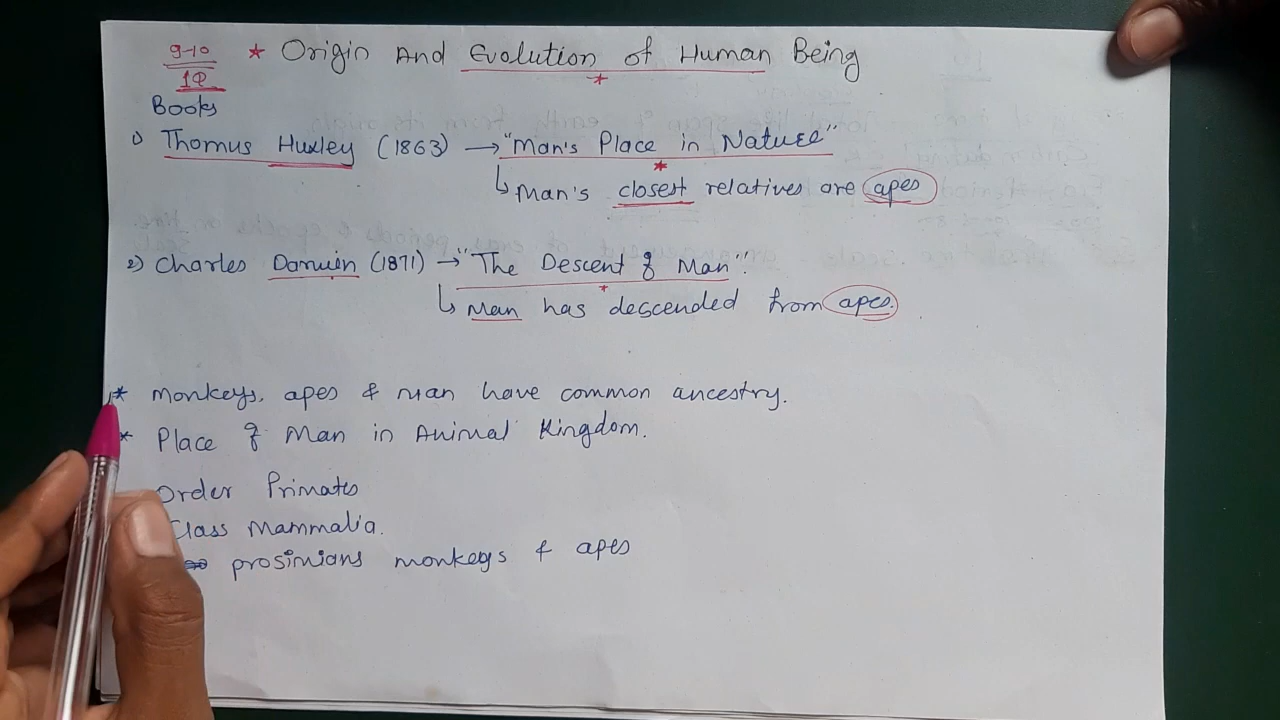 9-10 * Origin And Evolution of Human Being
1Q *
Books
1) Thomus Huxley (1863) → "Man's Place in Nature"
*
↳ Man's closest relatives are apes
2) Charles Darwin (1871) → "The Descent of Man".
*
↳ Man has descended from apes.
* Monkeys, apes & Man have common ancestry.
* Place of Man in Animal Kingdom.
Order Primates
Class Mammalia.
prosimians monkeys & apes